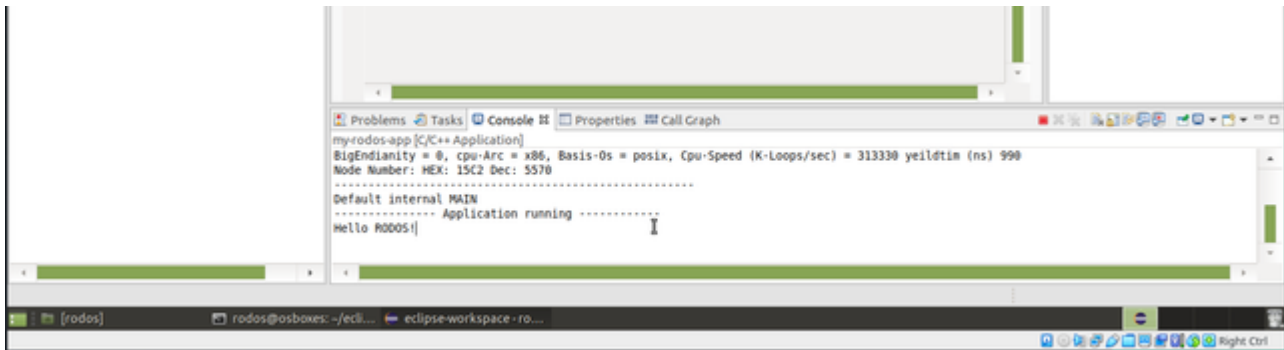 Problems Tasks Console Properties Call Graph
my-rodos-app [C/C++ Application]
BigEndianity = 0, cpu-Arc = x86, Basis-Os = posix, Cpu-Speed (K-Loops/sec) = 313330 yeildtim (ns) 990
Node Number: HEX: 15C2 Dec: 5570
-----------------------------------------------------
Default internal MAIN
--------------- Application running ------------
Hello RODOS!
[rodos] rodos@osboxes: ~/ecli... eclipse-workspace - ro...
Right Ctrl